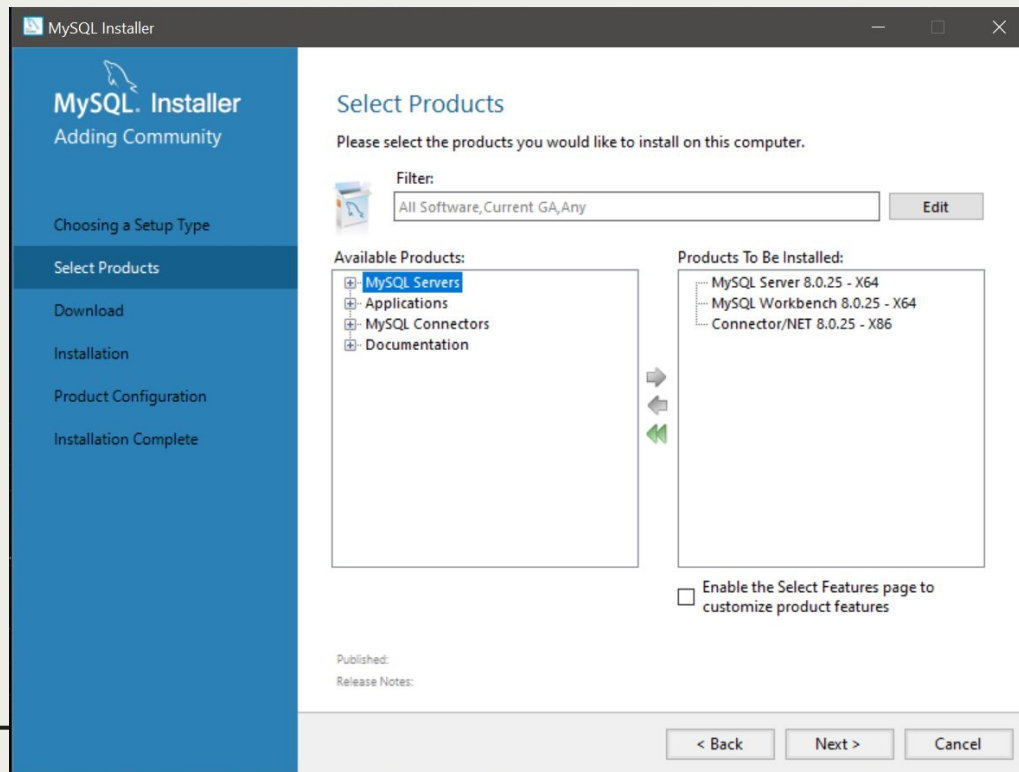 MySQL Installer
MySQL. Installer
Adding Community
Choosing a Setup Type
Select Products
Download
Installation
Product Configuration
Installation Complete
Select Products
Please select the products you would like to install on this computer.
Filter:
All Software,Current GA,Any
Edit
Available Products:
MySQL Servers
Applications
MySQL Connectors
Documentation
Products To Be Installed:
MySQL Server 8.0.25 - X64
MySQL Workbench 8.0.25 - X64
Connector/NET 8.0.25 - X86
Enable the Select Features page to
customize product features
Published:
Release Notes:
< Back
Next >
Cancel